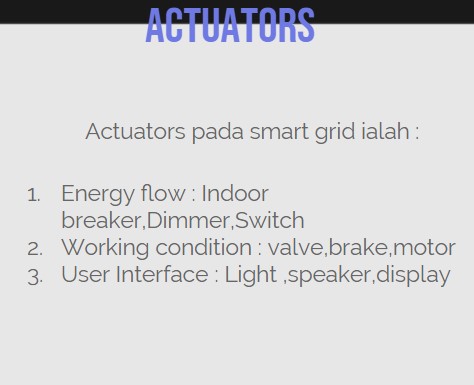 ACTUATORS
Actuators pada smart grid ialah :
1. Energy flow : Indoor
breaker,Dimmer,Switch
2. Working condition : valve,brake,motor
3. User Interface : Light ,speaker,display